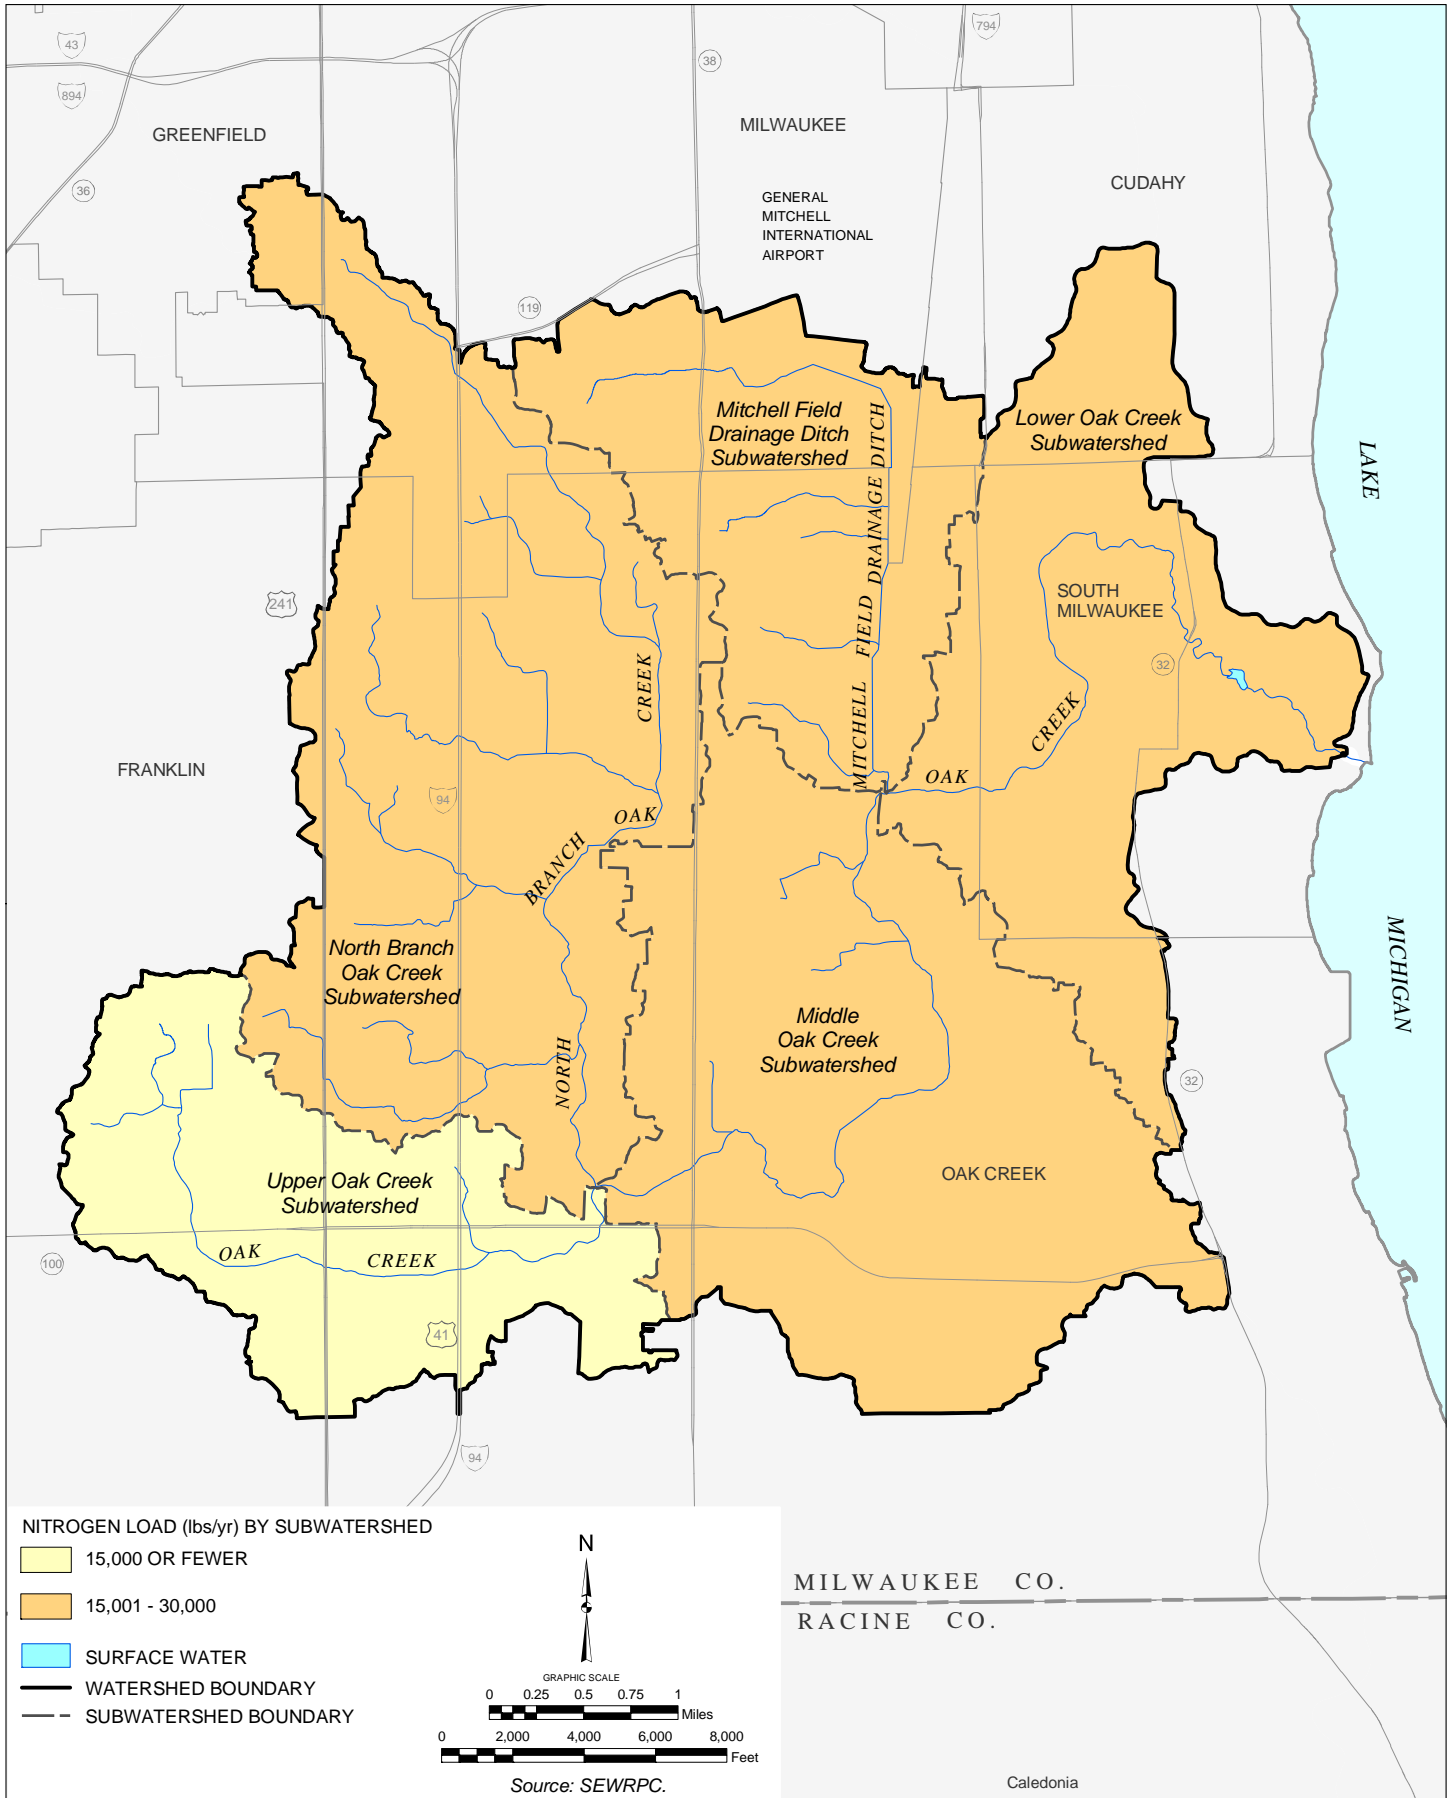 43
894
38
794
GREENFIELD
MILWAUKEE
CUDAHY
36
GENERAL
MITCHELL
INTERNATIONAL
AIRPORT
119
Mitchell Field
Drainage Ditch
Subwatershed
Lower Oak Creek
Subwatershed
LAKE
MICHIGAN
MITCHELL FIELD DRAINAGE DITCH
241
SOUTH
MILWAUKEE
32
CREEK
CREEK
OAK
FRANKLIN
94
OAK
BRANCH
NORTH
North Branch
Oak Creek
Subwatershed
Middle
Oak Creek
Subwatershed
32
OAK CREEK
Upper Oak Creek
Subwatershed
OAK CREEK
100
41
94
NITROGEN LOAD (lbs/yr) BY SUBWATERSHED
15,000 OR FEWER
15,001 - 30,000
SURFACE WATER
WATERSHED BOUNDARY
SUBWATERSHED BOUNDARY
N
GRAPHIC SCALE
0 0.25 0.5 0.75 1
Miles
0 2,000 4,000 6,000 8,000
Feet
Source: SEWRPC.
MILWAUKEE CO.
RACINE CO.
Caledonia